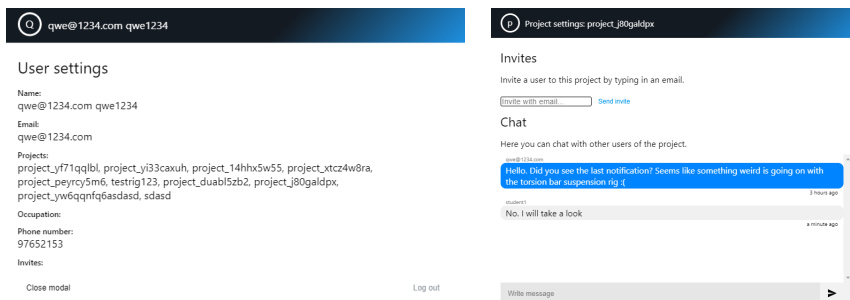 Q qwe@1234.com qwe1234
User settings
Name:
qwe@1234.com qwe1234
Email:
qwe@1234.com
Projects:
project_yf71qqlbl, project_yi33caxuh, project_14hhx5w55, project_xtcz4w8ra,
project_peyrcy5m6, testrig123, project_duabl5zb2, project_j80galdpx,
project_yw6qqnfq6asdasd, sdasd
Occupation:
Phone number:
97652153
Invites:
Close modal
Log out
p Project settings: project_j80galdpx
Invites
Invite a user to this project by typing in an email.
Invite with email...
Send invite
Chat
Here you can chat with other users of the project.
qwe@1234.com
Hello. Did you see the last notification? Seems like something weird is going on with
the torsion bar suspension rig :(
3 hours ago
student1
No. I will take a look
a minute ago
Write message